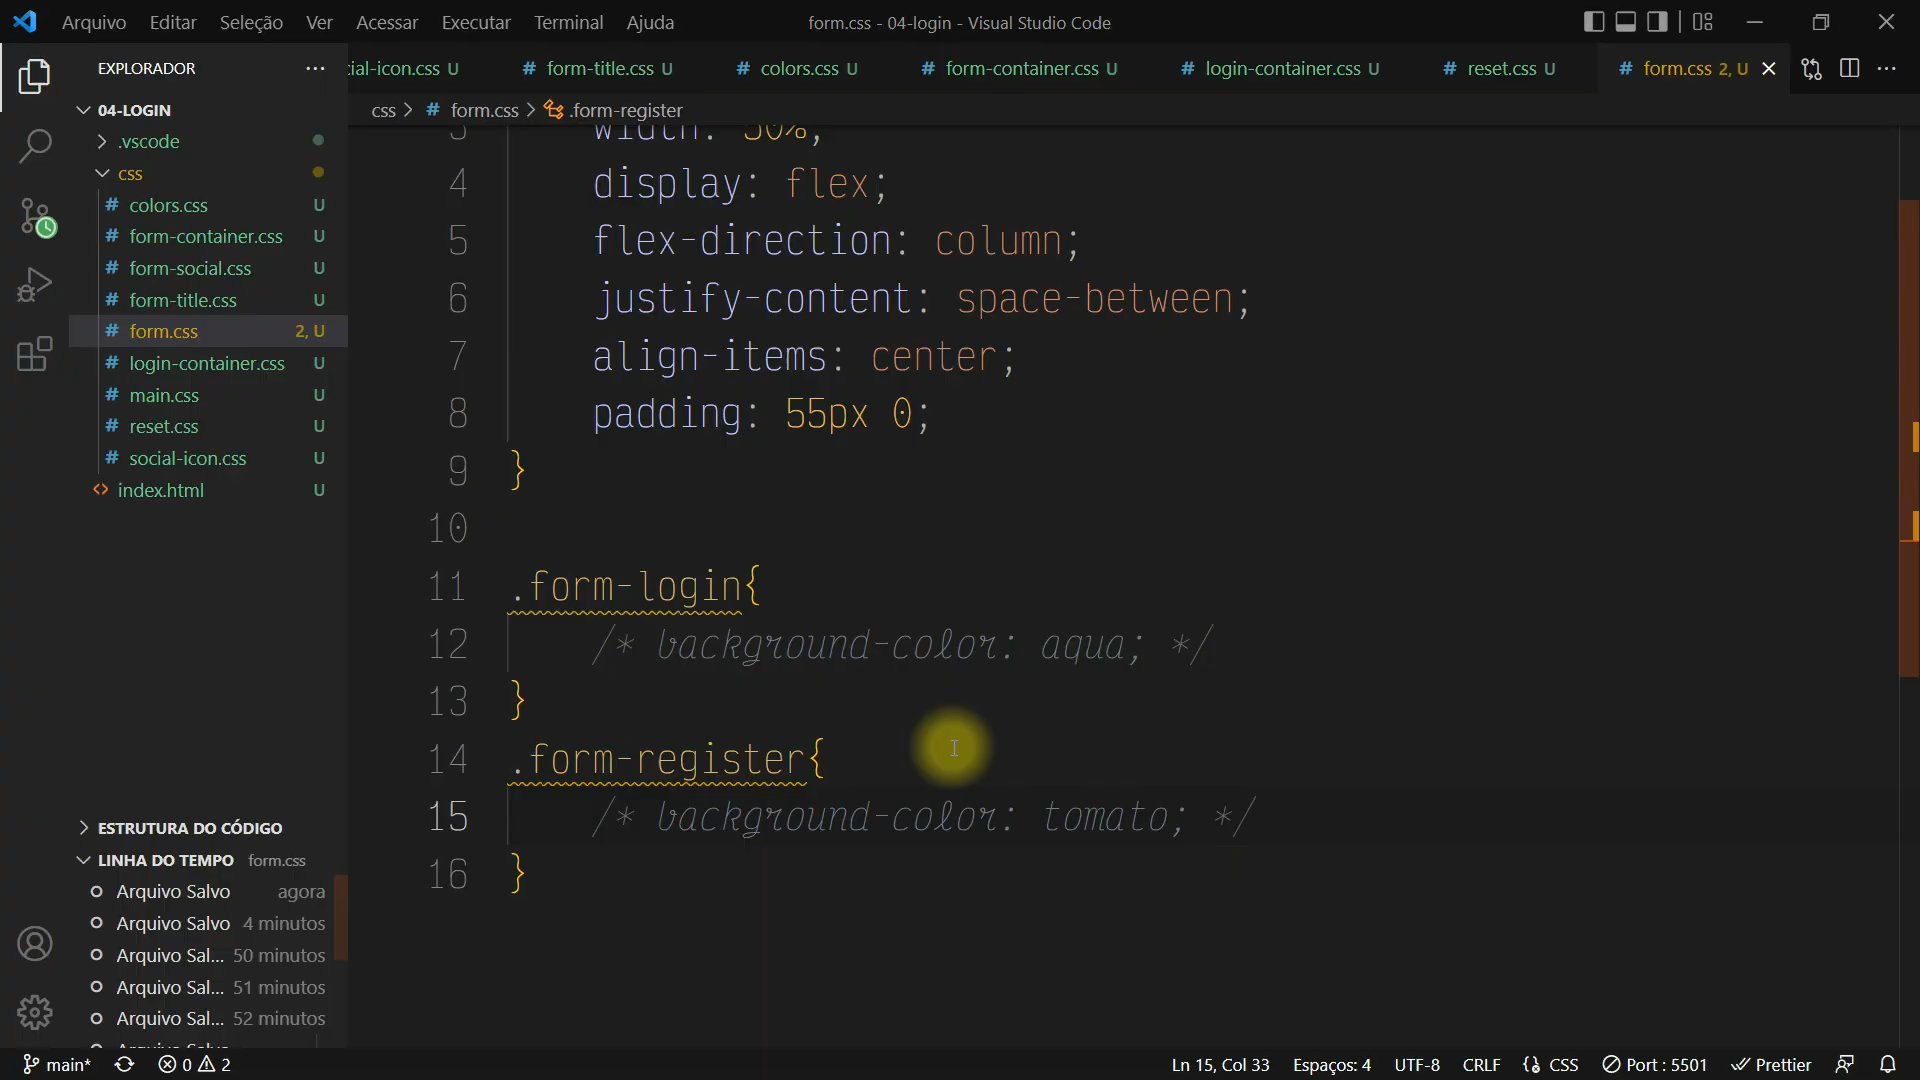 Arquivo Editar Seleção Ver Acessar Executar Terminal Ajuda
form.css - 04-login - Visual Studio Code
EXPLORADOR ···
04-LOGIN
.vscode
css
# colors.css U
# form-container.css U
# form-social.css U
# form-title.css U
# form.css 2, U
# login-container.css U
# main.css U
# reset.css U
# social-icon.css U
<> index.html U
ESTRUTURA DO CÓDIGO
LINHA DO TEMPO form.css
Arquivo Salvo agora
Arquivo Salvo 4 minutos
Arquivo Sal... 50 minutos
Arquivo Sal... 51 minutos
Arquivo Sal... 52 minutos
ial-icon.css U # form-title.css U # colors.css U # form-container.css U # login-container.css U # reset.css U # form.css 2, U
css > # form.css > .form-register
3 width: 50%;
4 display: flex;
5 flex-direction: column;
6 justify-content: space-between;
7 align-items: center;
8 padding: 55px 0;
9 }
10
11 .form-login{
12 /* background-color: aqua; */
13 }
14 .form-register{
15 /* background-color: tomato; */
16 }
main* 0 2 Ln 15, Col 33 Espaços: 4 UTF-8 CRLF CSS Port : 5501 Prettier